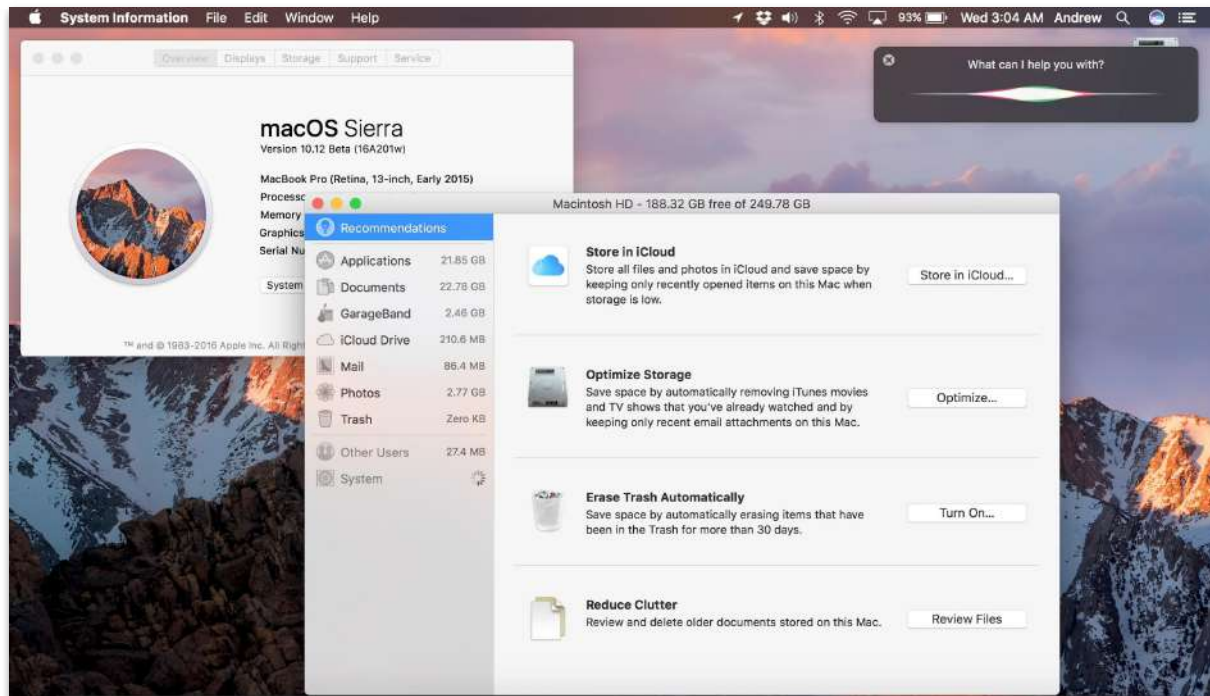 System Information File Edit Window Help 93% Wed 3:04 AM Andrew
Overview Displays Storage Support Service
What can I help you with?
macOS Sierra
Version 10.12 Beta (16A201w)
MacBook Pro (Retina, 13-inch, Early 2015)
Processo
Memory
Graphics
Serial Nu
System
™ and © 1983-2016 Apple Inc. All Righ
Macintosh HD - 188.32 GB free of 249.78 GB
Recommendations
Applications 21.85 GB
Documents 22.78 GB
GarageBand 2.46 GB
iCloud Drive 210.6 MB
Mail 86.4 MB
Photos 2.77 GB
Trash Zero KB
Other Users 27.4 MB
System
Store in iCloud
Store all files and photos in iCloud and save space by
keeping only recently opened items on this Mac when
storage is low.
Store in iCloud...
Optimize Storage
Save space by automatically removing iTunes movies
and TV shows that you've already watched and by
keeping only recent email attachments on this Mac.
Optimize...
Erase Trash Automatically
Save space by automatically erasing items that have
been in the Trash for more than 30 days.
Turn On...
Reduce Clutter
Review and delete older documents stored on this Mac.
Review Files